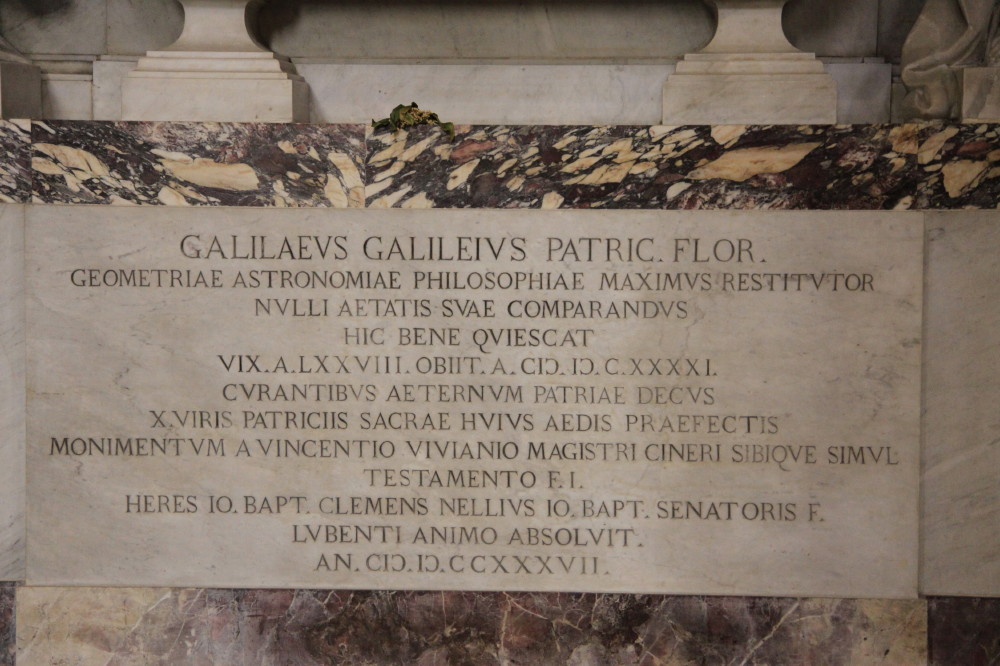 GALILAEVS GALILEIVS PATRIC. FLOR.
GEOMETRIAE ASTRONOMIAE PHILOSOPHIAE MAXIMVS RESTITVTOR
NVLLI AETATIS SVAE COMPARANDVS
HIC BENE QVIESCAT
VIX. A. LXXVIII. OBIIT. A. CIƆ. IƆ. C. XXXXI.
CVRANTIBVS AETERNVM PATRIAE DECVS
X. VIRIS PATRICIIS SACRAE HVIVS AEDIS PRAEFECTIS
MONIMENTVM A VINCENTIO VIVIANIO MAGISTRI CINERI SIBIQVE SIMVL
TESTAMENTO F. I.
HERES IO. BAPT. CLEMENS NELLIVS IO. BAPT. SENATORIS F.
LVBENTI ANIMO ABSOLVIT.
AN. CIƆ. IƆ. CCXXXVII.